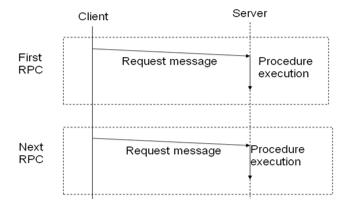 Client
Server
First
RPC
Request message
Procedure
execution
Next
RPC
Request message
Procedure
execution